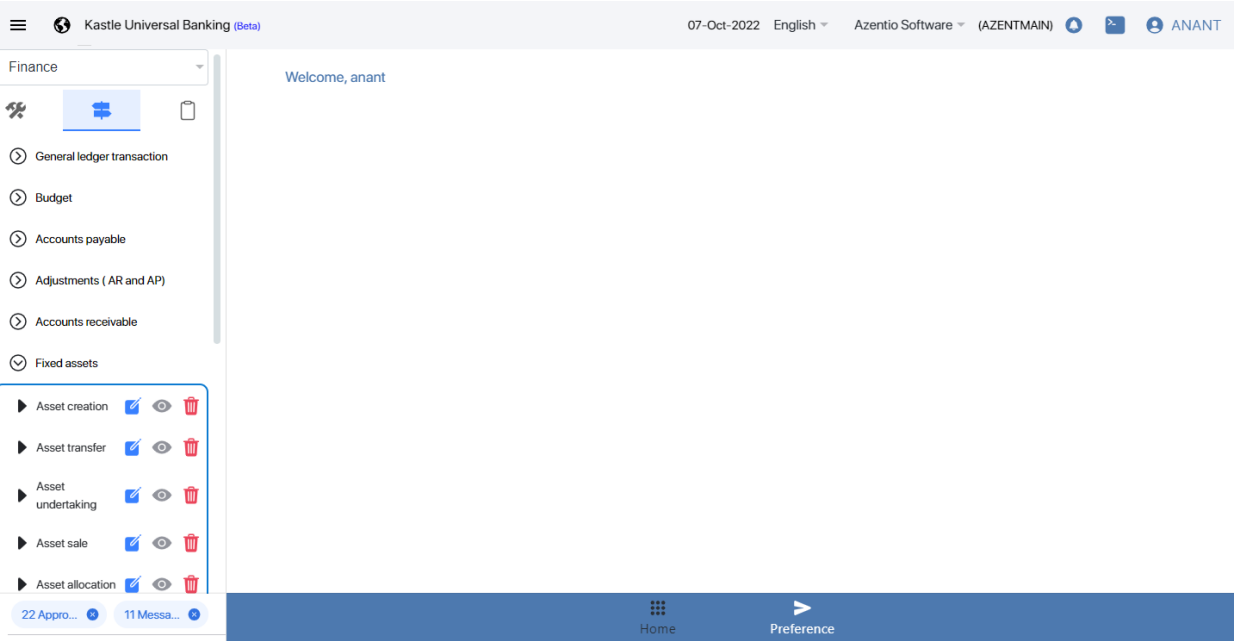 Kastle Universal Banking (Beta)
07-Oct-2022 English Azentio Software (AZENTMAIN) ANANT
Finance
Welcome, anant
General ledger transaction
Budget
Accounts payable
Adjustments ( AR and AP)
Accounts receivable
Fixed assets
Asset creation
Asset transfer
Asset
undertaking
Asset sale
Asset allocation
22 Appro... 11 Messa...
Home
Preference